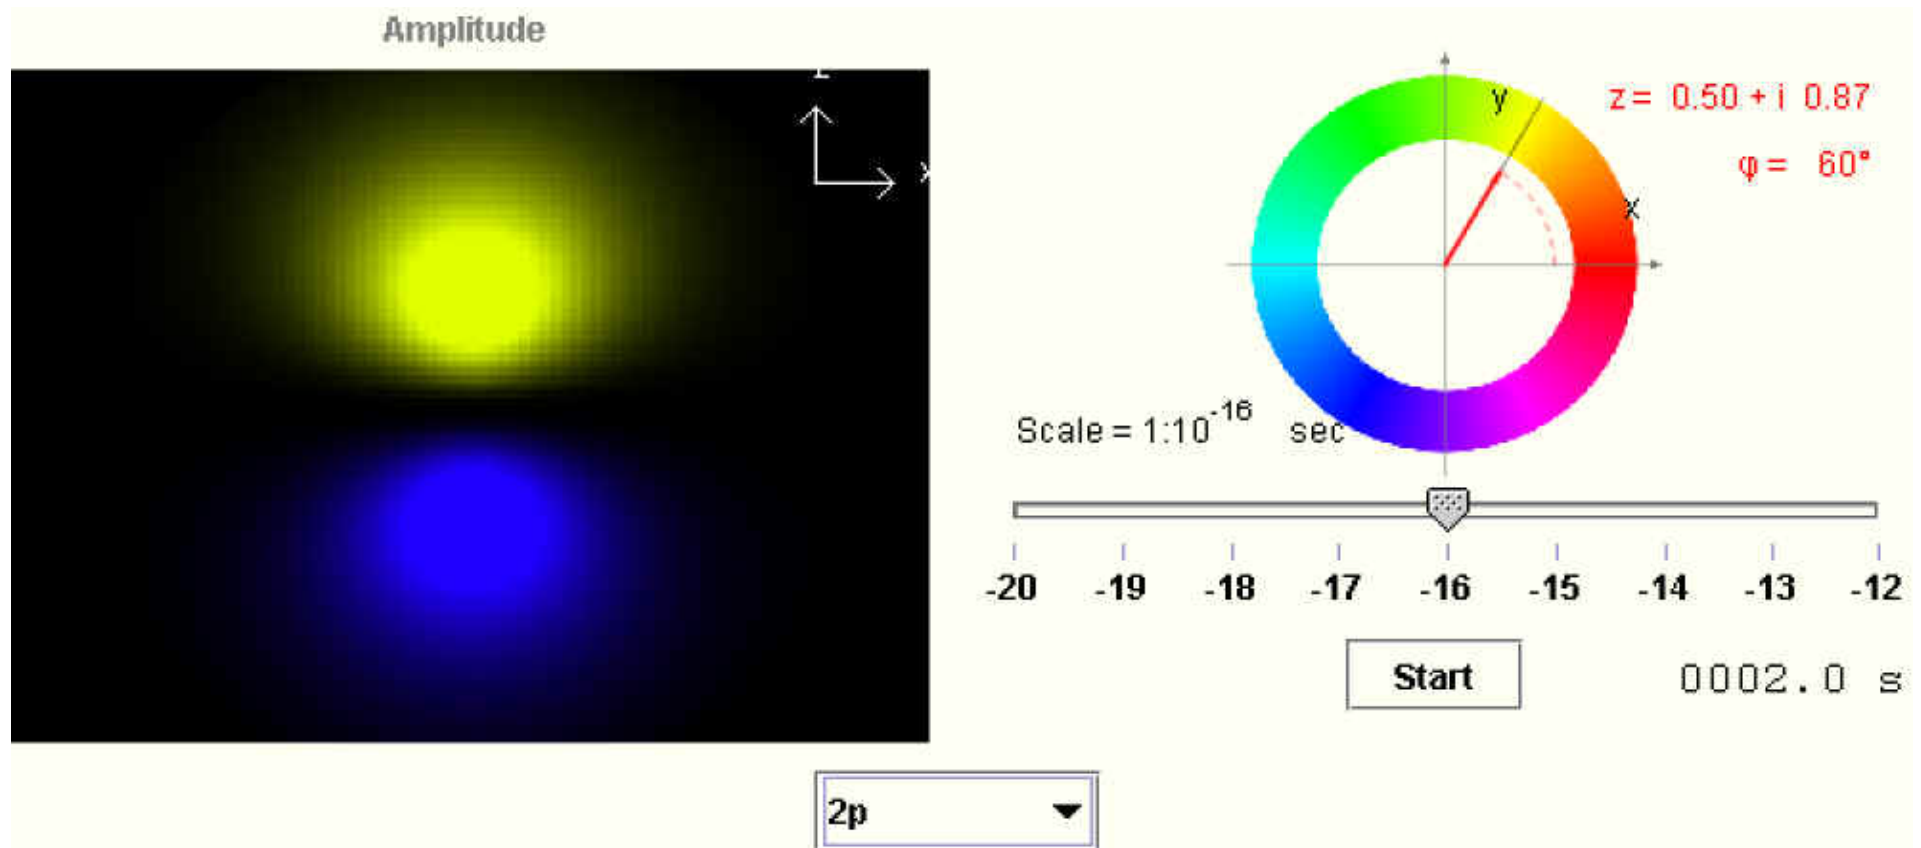 Amplitude
z
x
y
x
z = 0.50 + i 0.87
φ = 60°
Scale = 1:10^-16 sec
-20 -19 -18 -17 -16 -15 -14 -13 -12
Start
0002.0 s
2p